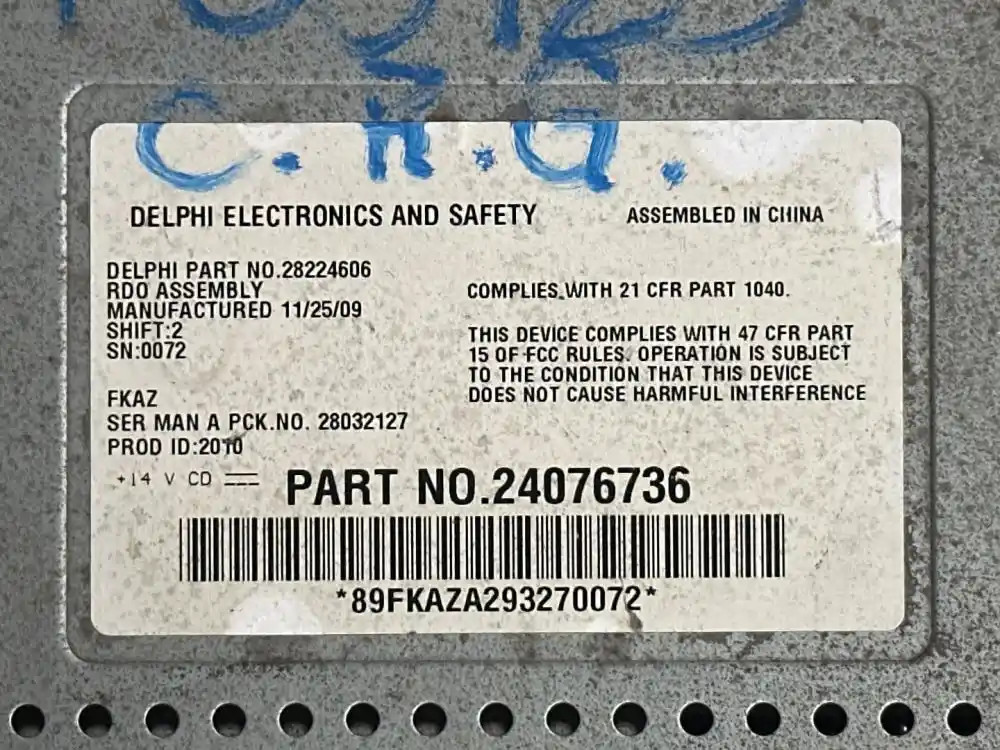 C.H.G.
DELPHI ELECTRONICS AND SAFETY
ASSEMBLED IN CHINA
DELPHI PART NO.28224606
RDO ASSEMBLY
MANUFACTURED 11/25/09
SHIFT:2
SN:0072
FKAZ
SER MAN A PCK.NO. 28032127
PROD ID:2010
+14 V CD
COMPLIES WITH 21 CFR PART 1040.
THIS DEVICE COMPLIES WITH 47 CFR PART
15 OF FCC RULES. OPERATION IS SUBJECT
TO THE CONDITION THAT THIS DEVICE
DOES NOT CAUSE HARMFUL INTERFERENCE
PART NO.24076736
*89FKAZA293270072*